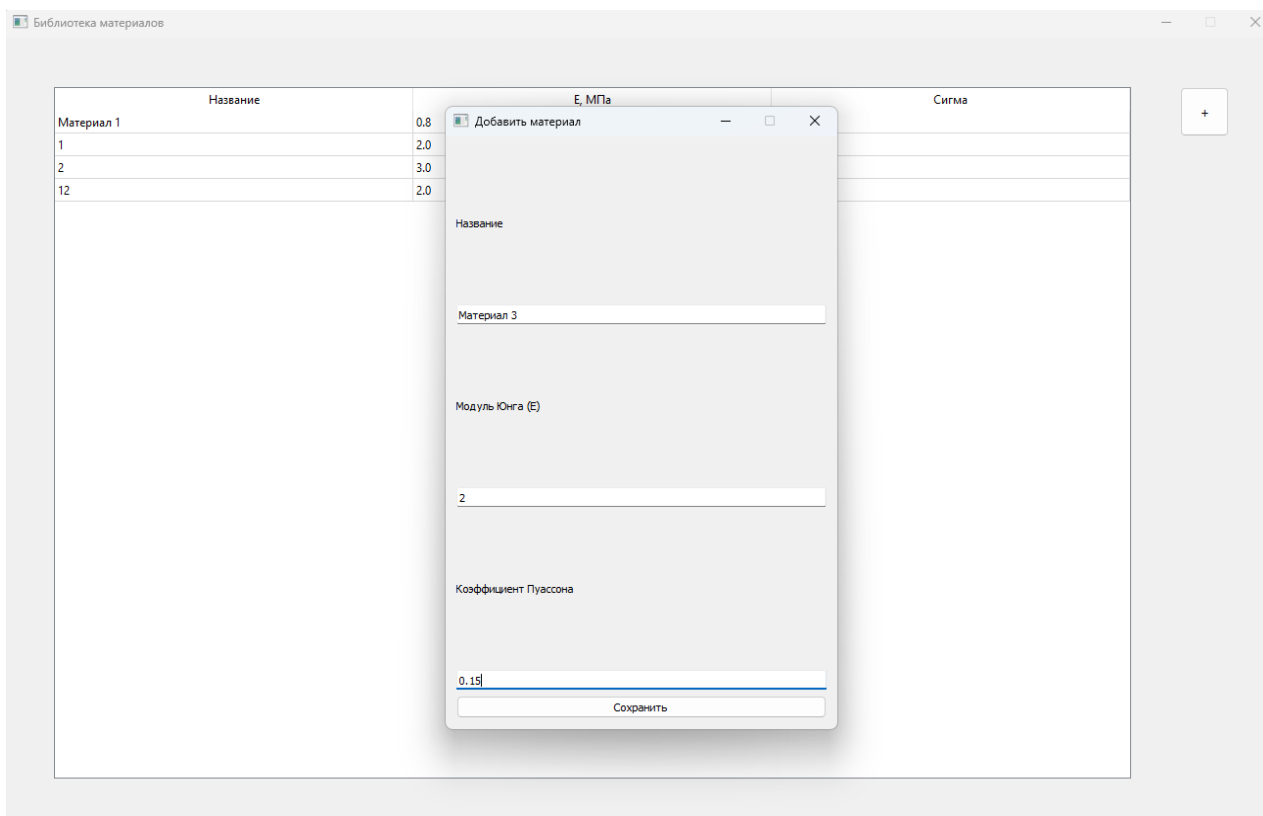 Библиотека материалов
Название E, МПа Сигма
+
Материал 1 0.8
1 2.0
2 3.0
12 2.0
Добавить материал
Название
Материал 3
Модуль Юнга (E)
2
Коэффициент Пуассона
0.15
Сохранить